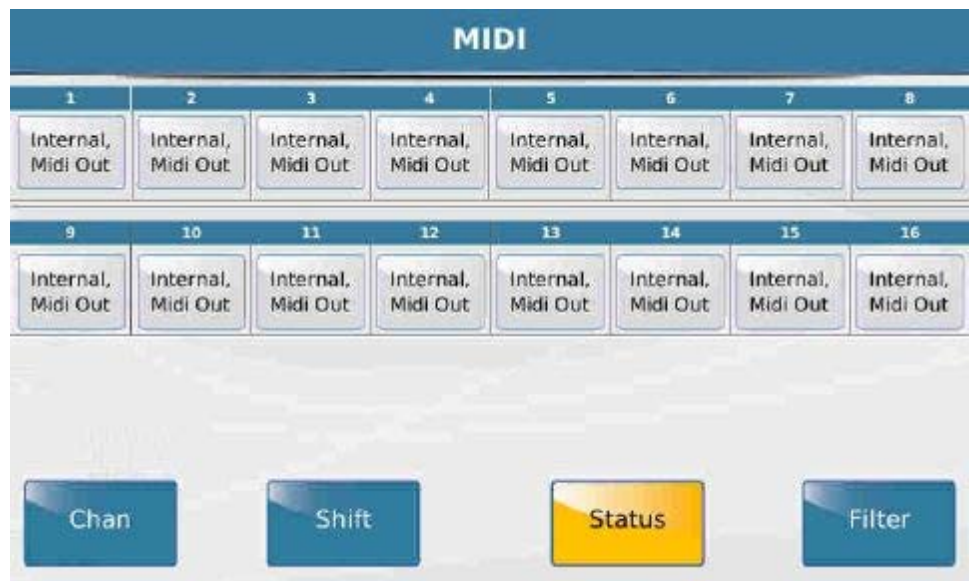 MIDI
1 2 3 4 5 6 7 8
Internal, Internal, Internal, Internal, Internal, Internal, Internal, Internal,
Midi Out Midi Out Midi Out Midi Out Midi Out Midi Out Midi Out Midi Out
9 10 11 12 13 14 15 16
Internal, Internal, Internal, Internal, Internal, Internal, Internal, Internal,
Midi Out Midi Out Midi Out Midi Out Midi Out Midi Out Midi Out Midi Out
Chan Shift Status Filter